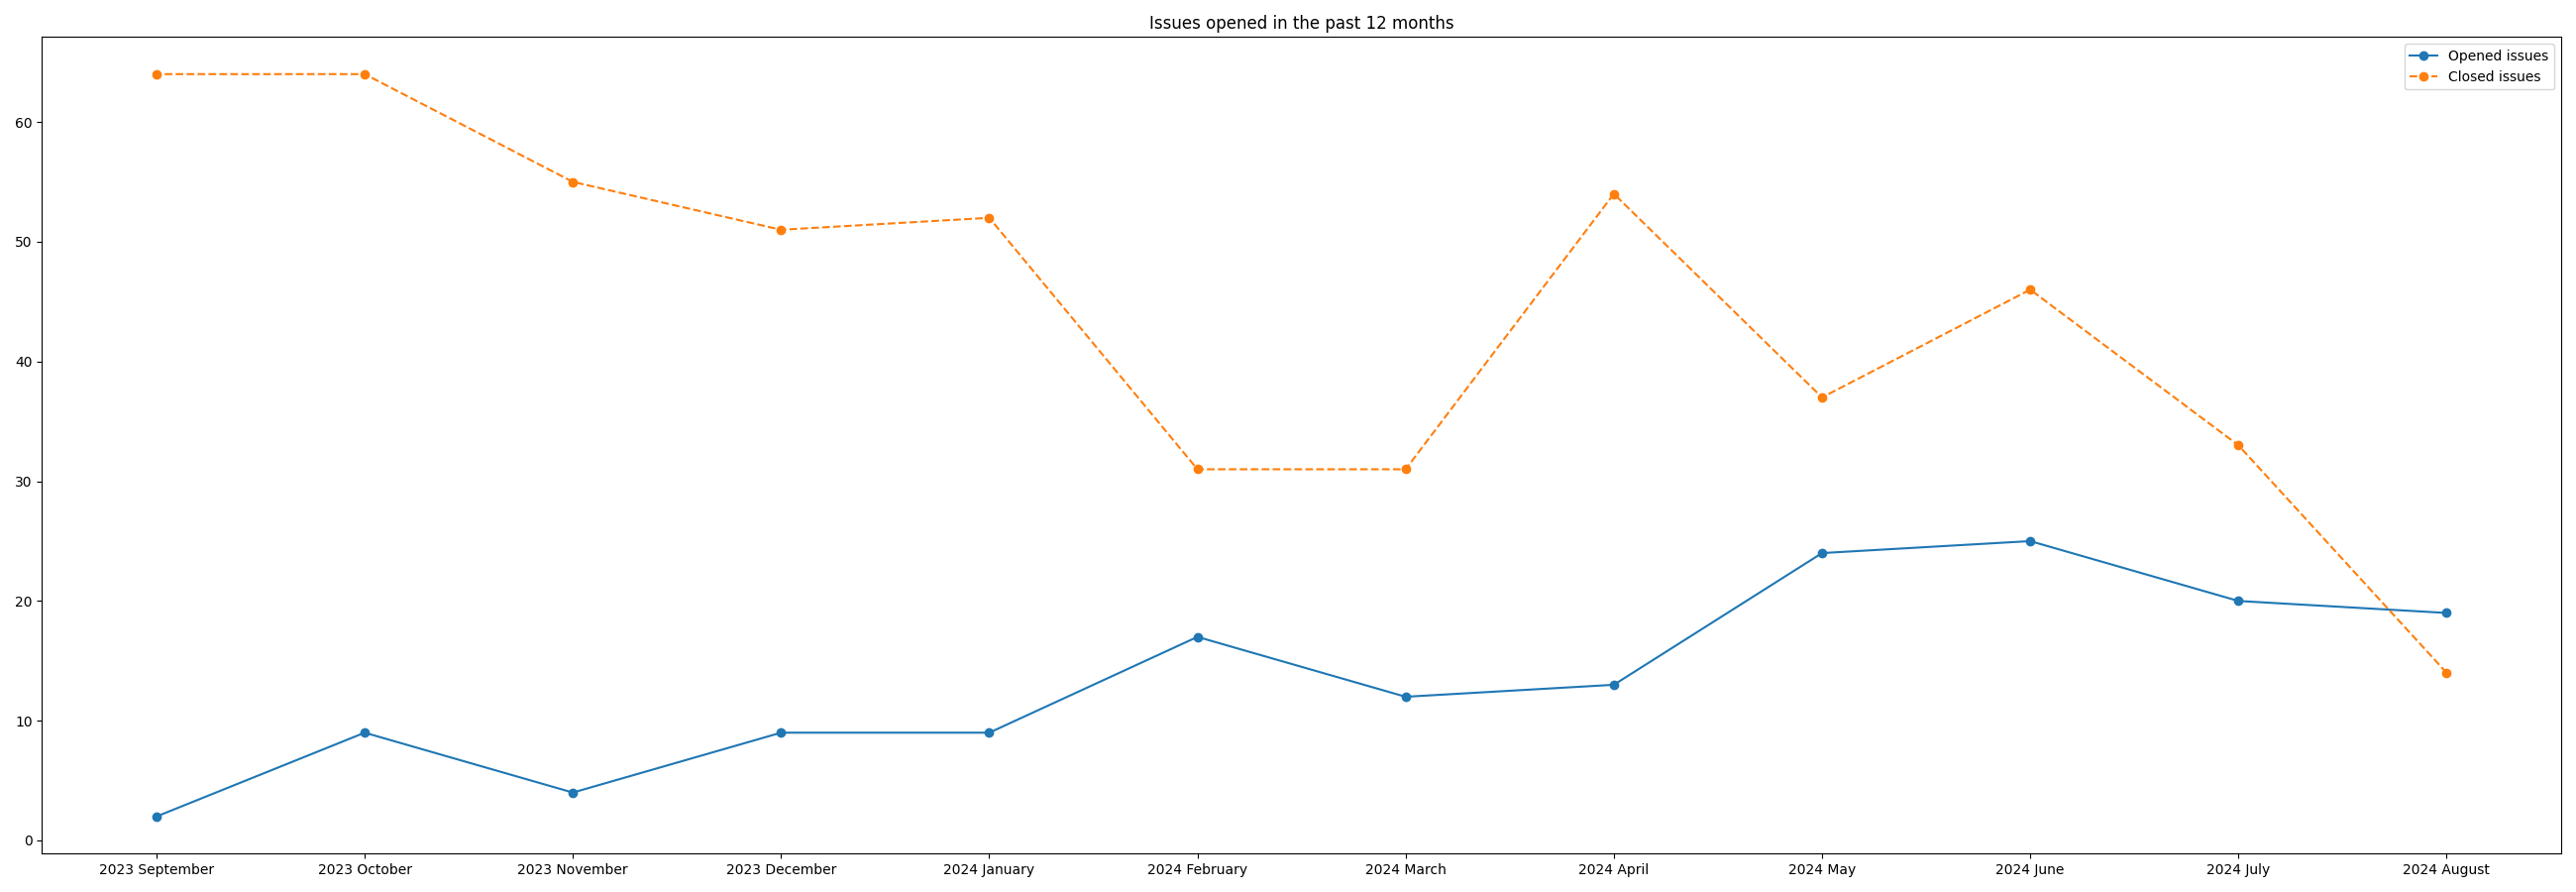 Issues opened in the past 12 months
Opened issues
Closed issues
60
50
40
30
20
10
0
2023 September 2023 October 2023 November 2023 December 2024 January 2024 February 2024 March 2024 April 2024 May 2024 June 2024 July 2024 August